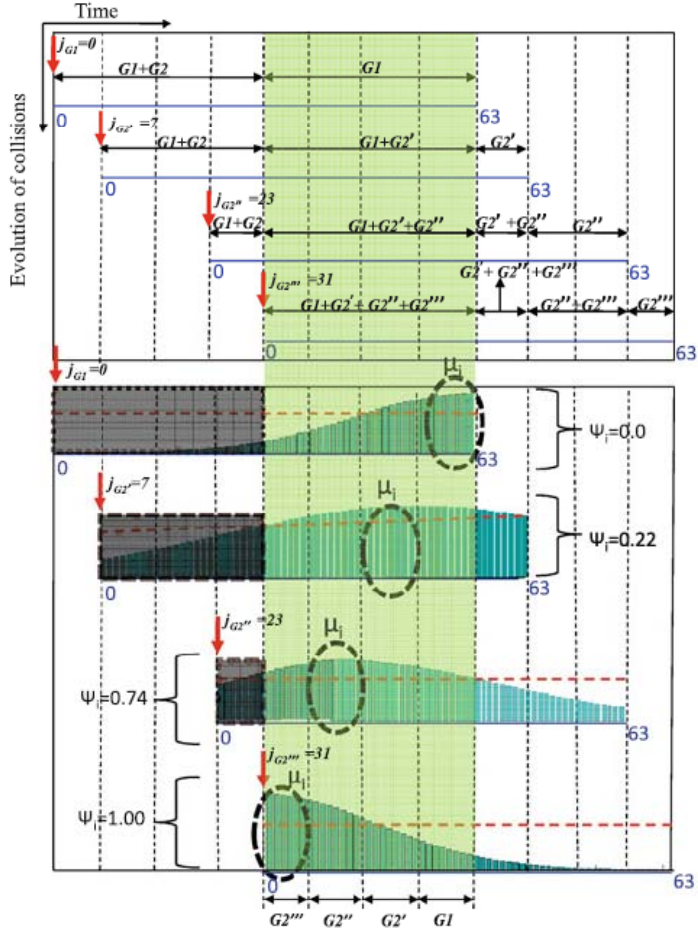 Time
Evolution of collisions
jG1=0
G1+G2 G1
0 63
jG2' =7
G1+G2 G1+G2' G2'
0 63
jG2'' =23
G1+G2 G1+G2'+G2'' G2' +G2'' G2''
0 63
jG2''' =31
G2'+G2''+G2'''
G1+G2'+G2''+G2''' G2''+G2''' G2'''
0 63
jG1=0
μi
Ψi=0.0
0 63
jG2'=7
μi
Ψi=0.22
0 63
jG2'' =23
μi
Ψi=0.74
0 63
jG2''' =31
μi
Ψi=1.00
0 63
G2''' G2'' G2' G1